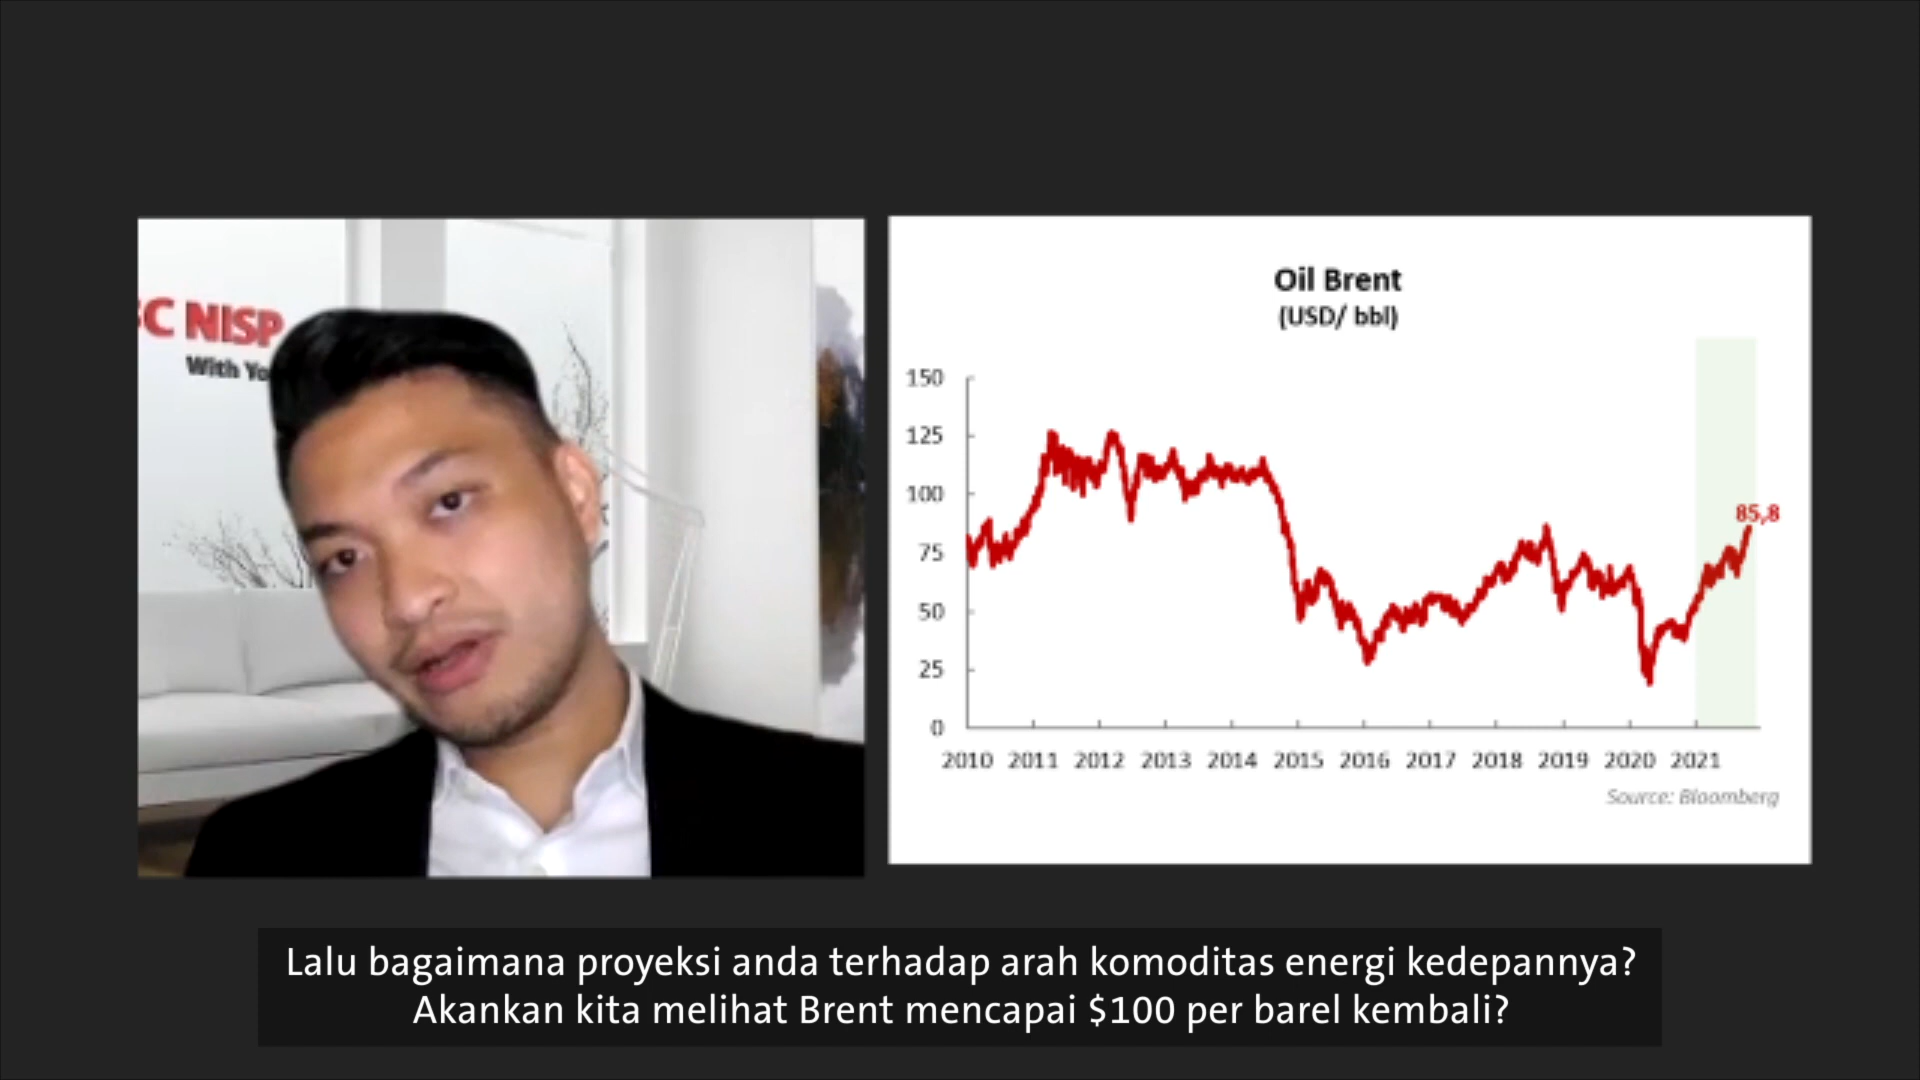 C NISP
With Yo
Oil Brent
(USD/ bbl)
150
125
100
75
50
25
0
85,8
2010 2011 2012 2013 2014 2015 2016 2017 2018 2019 2020 2021
Source: Bloomberg
Lalu bagaimana proyeksi anda terhadap arah komoditas energi kedepannya?
Akankan kita melihat Brent mencapai $100 per barel kembali?